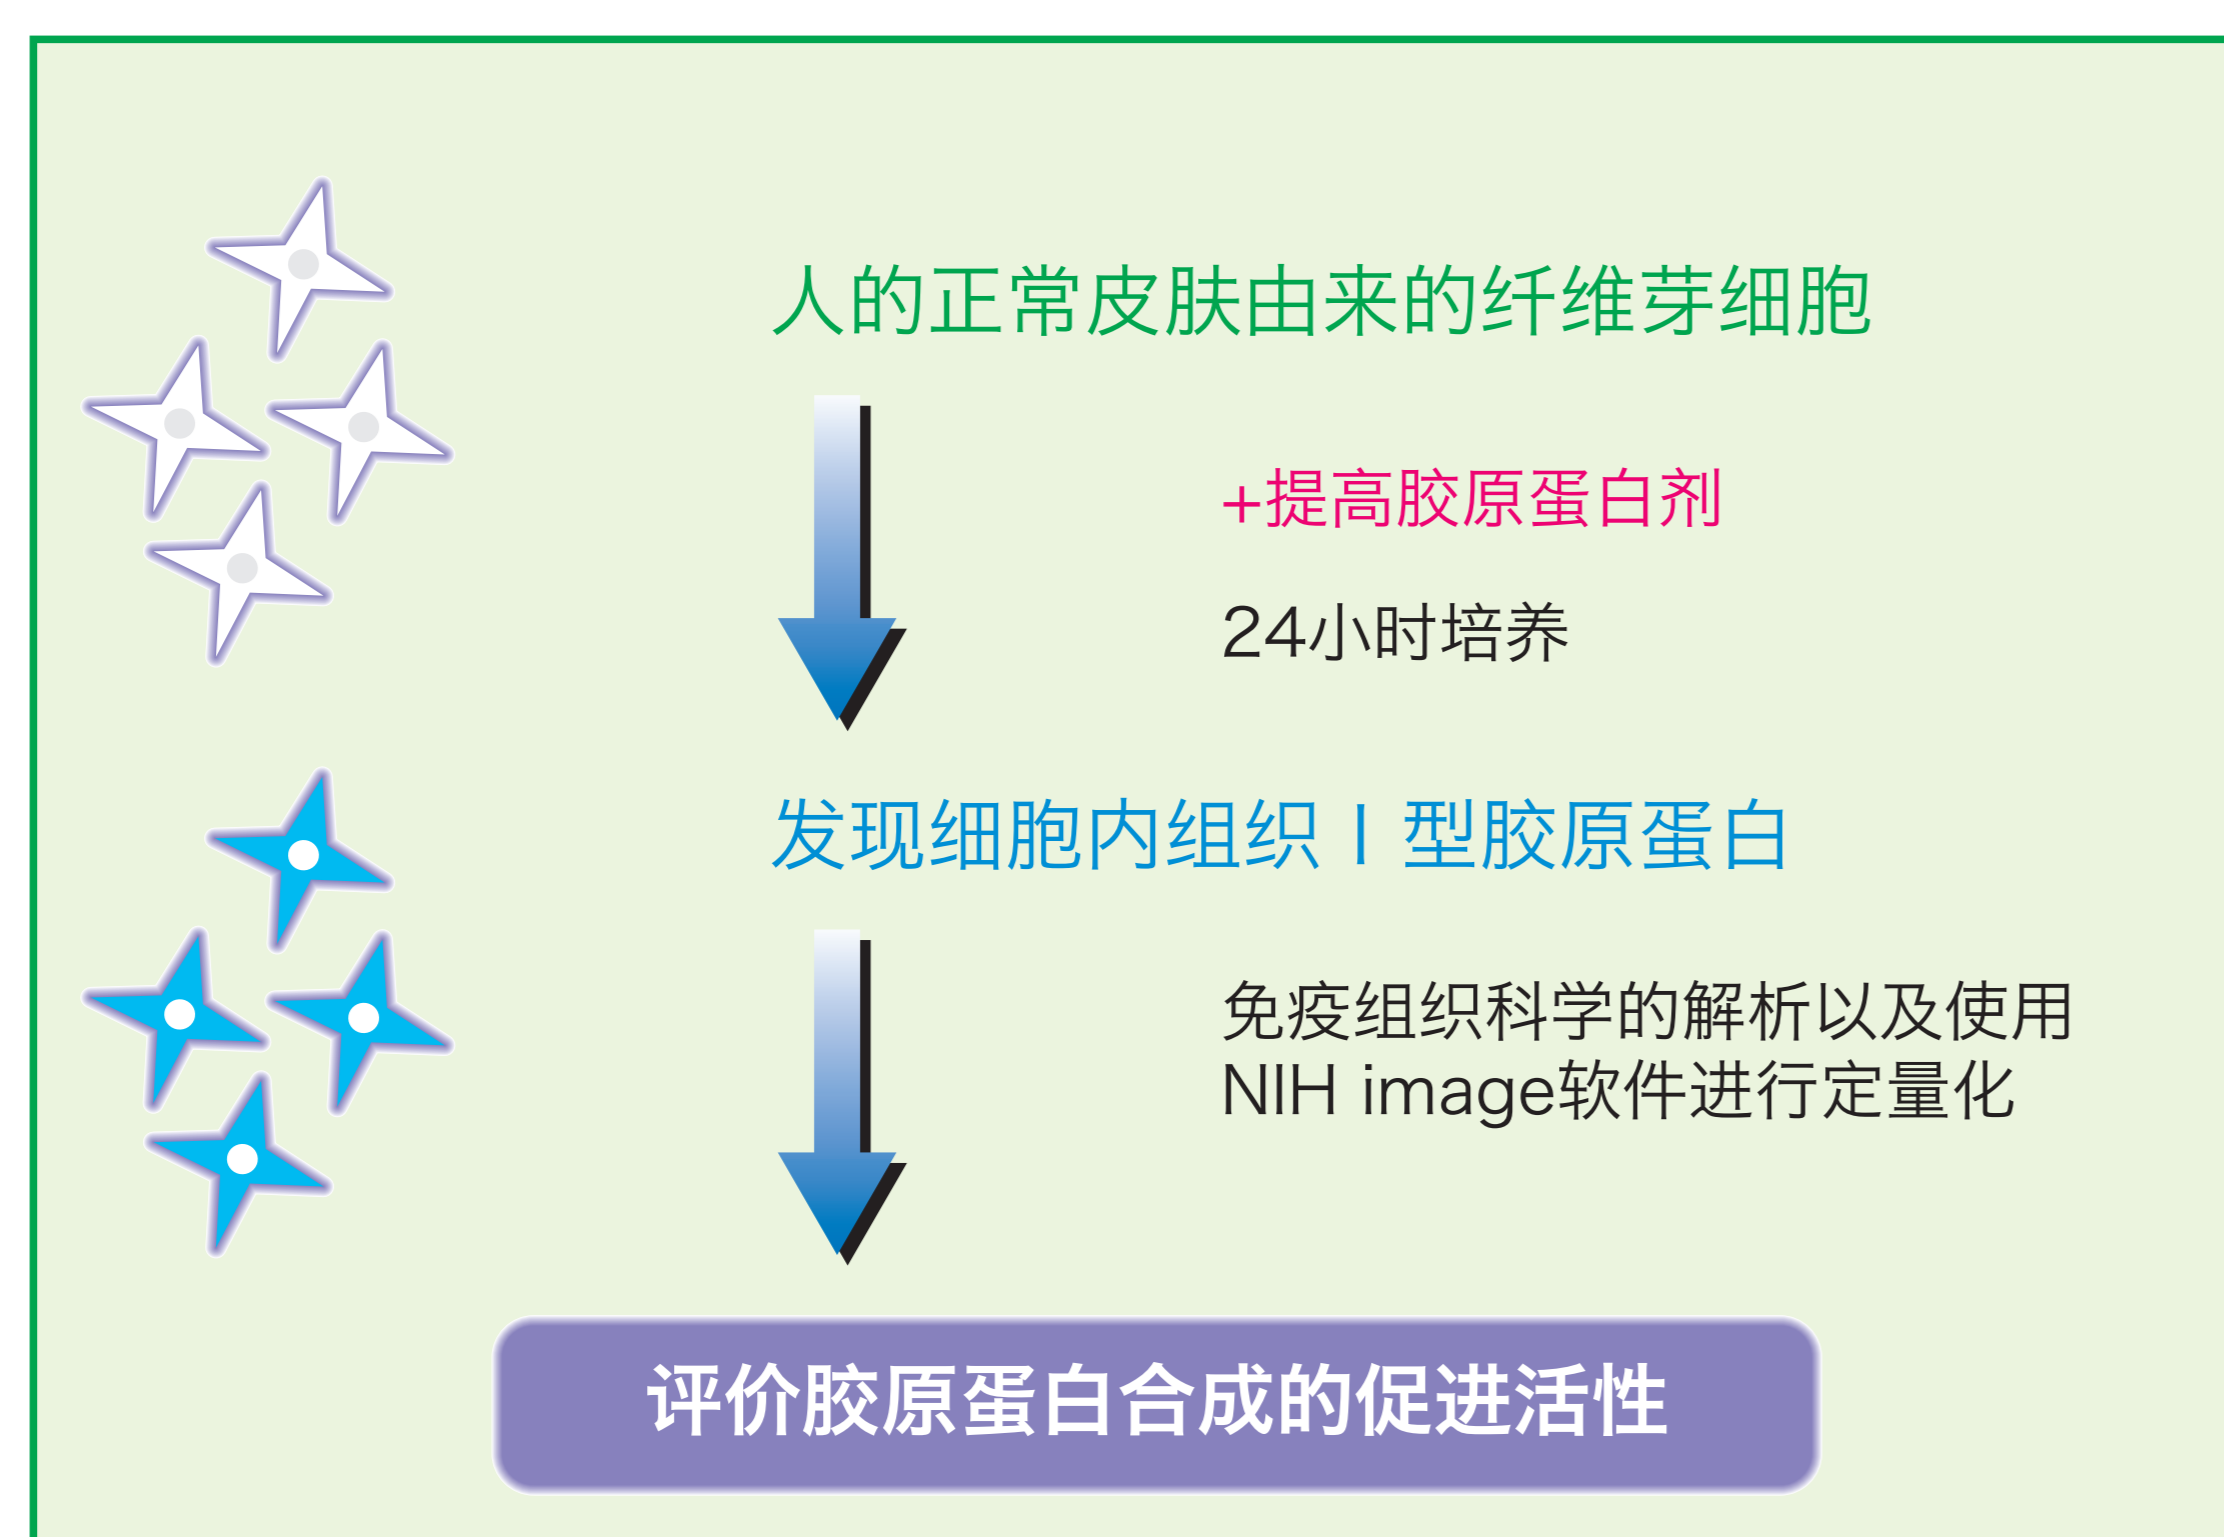 人的正常皮肤由来的纤维芽细胞
+提高胶原蛋白剂
24小时培养
发现细胞内组织Ⅰ型胶原蛋白
免疫组织科学的解析以及使用
NIH image软件进行定量化
评价胶原蛋白合成的促进活性